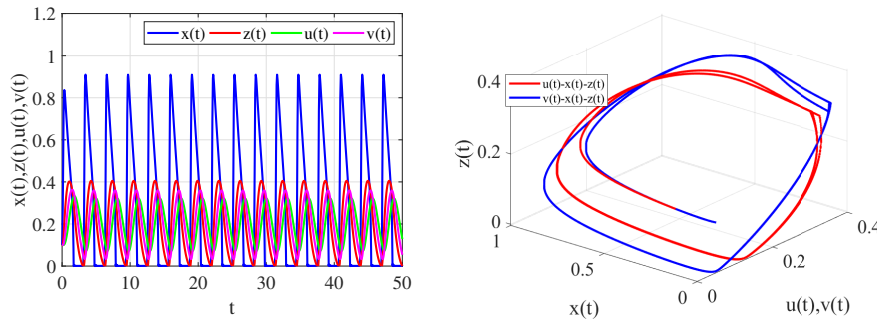 1.2
1
0.8
0.6
0.4
0.2
0
x(t),z(t),u(t),v(t)
x(t) z(t) u(t) v(t)
0 10 20 30 40 50
t
0.4
0.2
0
z(t)
u(t)-x(t)-z(t)
v(t)-x(t)-z(t)
1
0.5
0
x(t)
0
0.2
0.4
u(t),v(t)